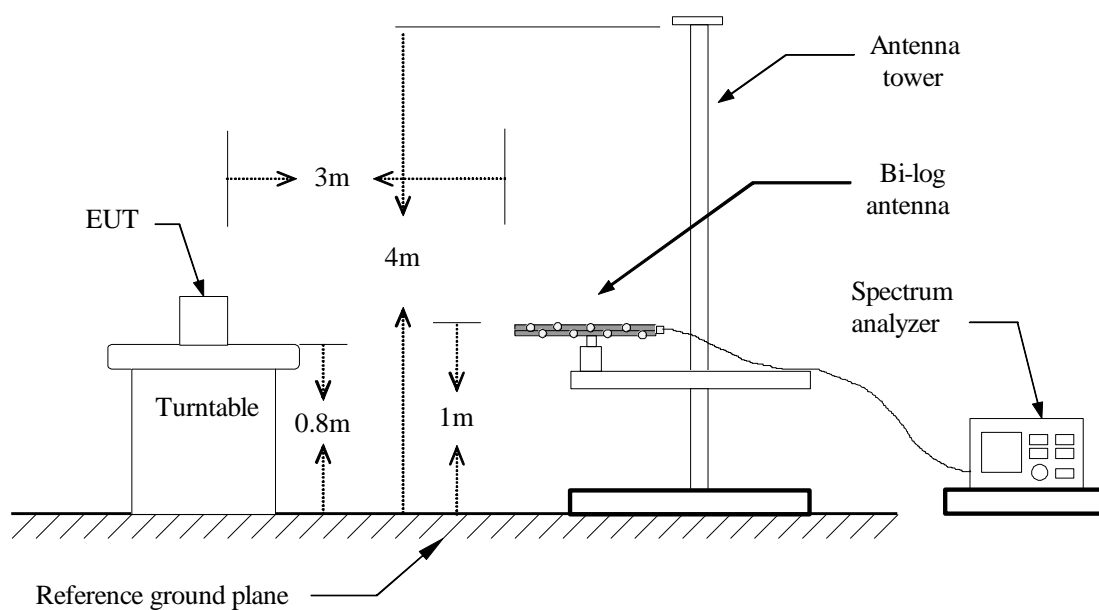 Antenna
tower
3m
Bi-log
antenna
EUT
4m
Spectrum
analyzer
Turntable
0.8m
1m
Reference ground plane